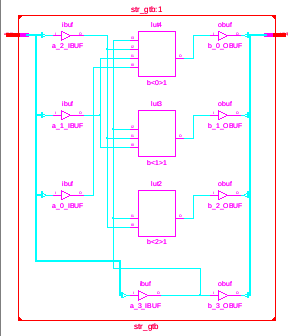 str_gtb:1
ibuf
lut4
obuf
a_2_IBUF
b<0>1
b_0_OBUF
ibuf
lut3
obuf
a_1_IBUF
b<1>1
b_1_OBUF
ibuf
lut2
obuf
a_0_IBUF
b<2>1
b_2_OBUF
ibuf
obuf
a_3_IBUF
b_3_OBUF
str_gtb